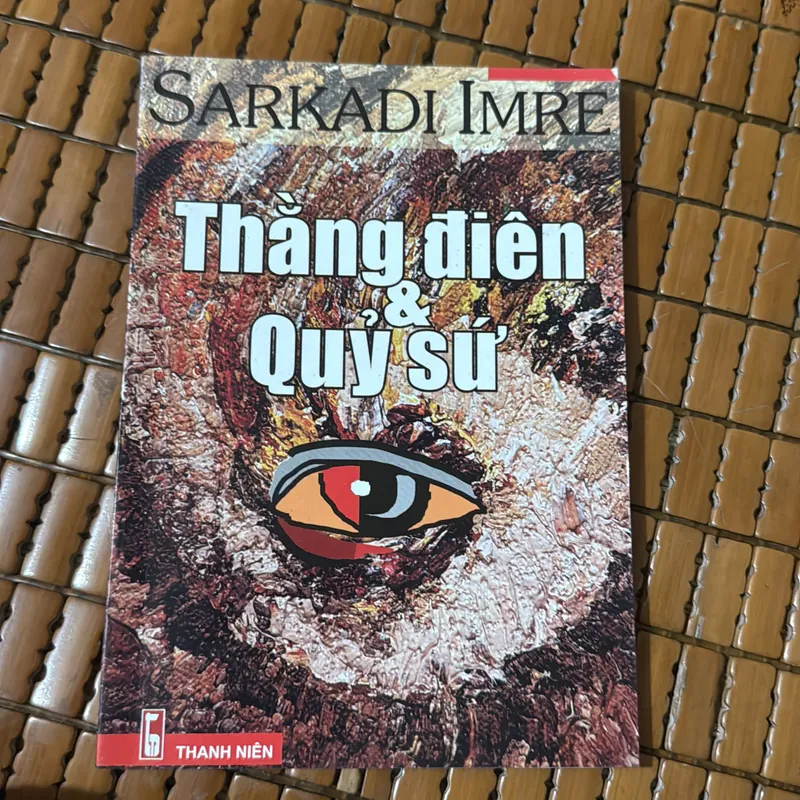 SARKADI IMRE
Thằng điên
&
Quỷ sứ
THANH NIÊN